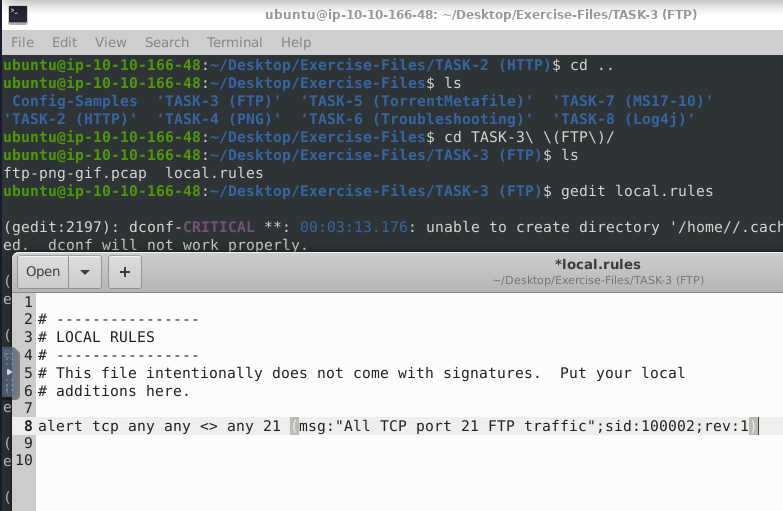 ubuntu@ip-10-10-166-48: ~/Desktop/Exercise-Files/TASK-3 (FTP)
File Edit View Search Terminal Help
ubuntu@ip-10-10-166-48:~/Desktop/Exercise-Files/TASK-2 (HTTP)$ cd ..
ubuntu@ip-10-10-166-48:~/Desktop/Exercise-Files$ ls
Config-Samples 'TASK-3 (FTP)' 'TASK-5 (TorrentMetafile)' 'TASK-7 (MS17-10)'
'TASK-2 (HTTP)' 'TASK-4 (PNG)' 'TASK-6 (Troubleshooting)' 'TASK-8 (Log4j)'
ubuntu@ip-10-10-166-48:~/Desktop/Exercise-Files$ cd TASK-3\ \(FTP\)/
ubuntu@ip-10-10-166-48:~/Desktop/Exercise-Files/TASK-3 (FTP)$ ls
ftp-png-gif.pcap local.rules
ubuntu@ip-10-10-166-48:~/Desktop/Exercise-Files/TASK-3 (FTP)$ gedit local.rules
(gedit:2197): dconf-CRITICAL **: 00:03:13.176: unable to create directory '/home//.cach
ed. dconf will not work properly.
Open +
*local.rules
~/Desktop/Exercise-Files/TASK-3 (FTP)
1
2 # ----------------
3 # LOCAL RULES
4 # ----------------
5 # This file intentionally does not come with signatures. Put your local
6 # additions here.
7
8 alert tcp any any <> any 21 (msg:"All TCP port 21 FTP traffic";sid:100002;rev:1)
9
10